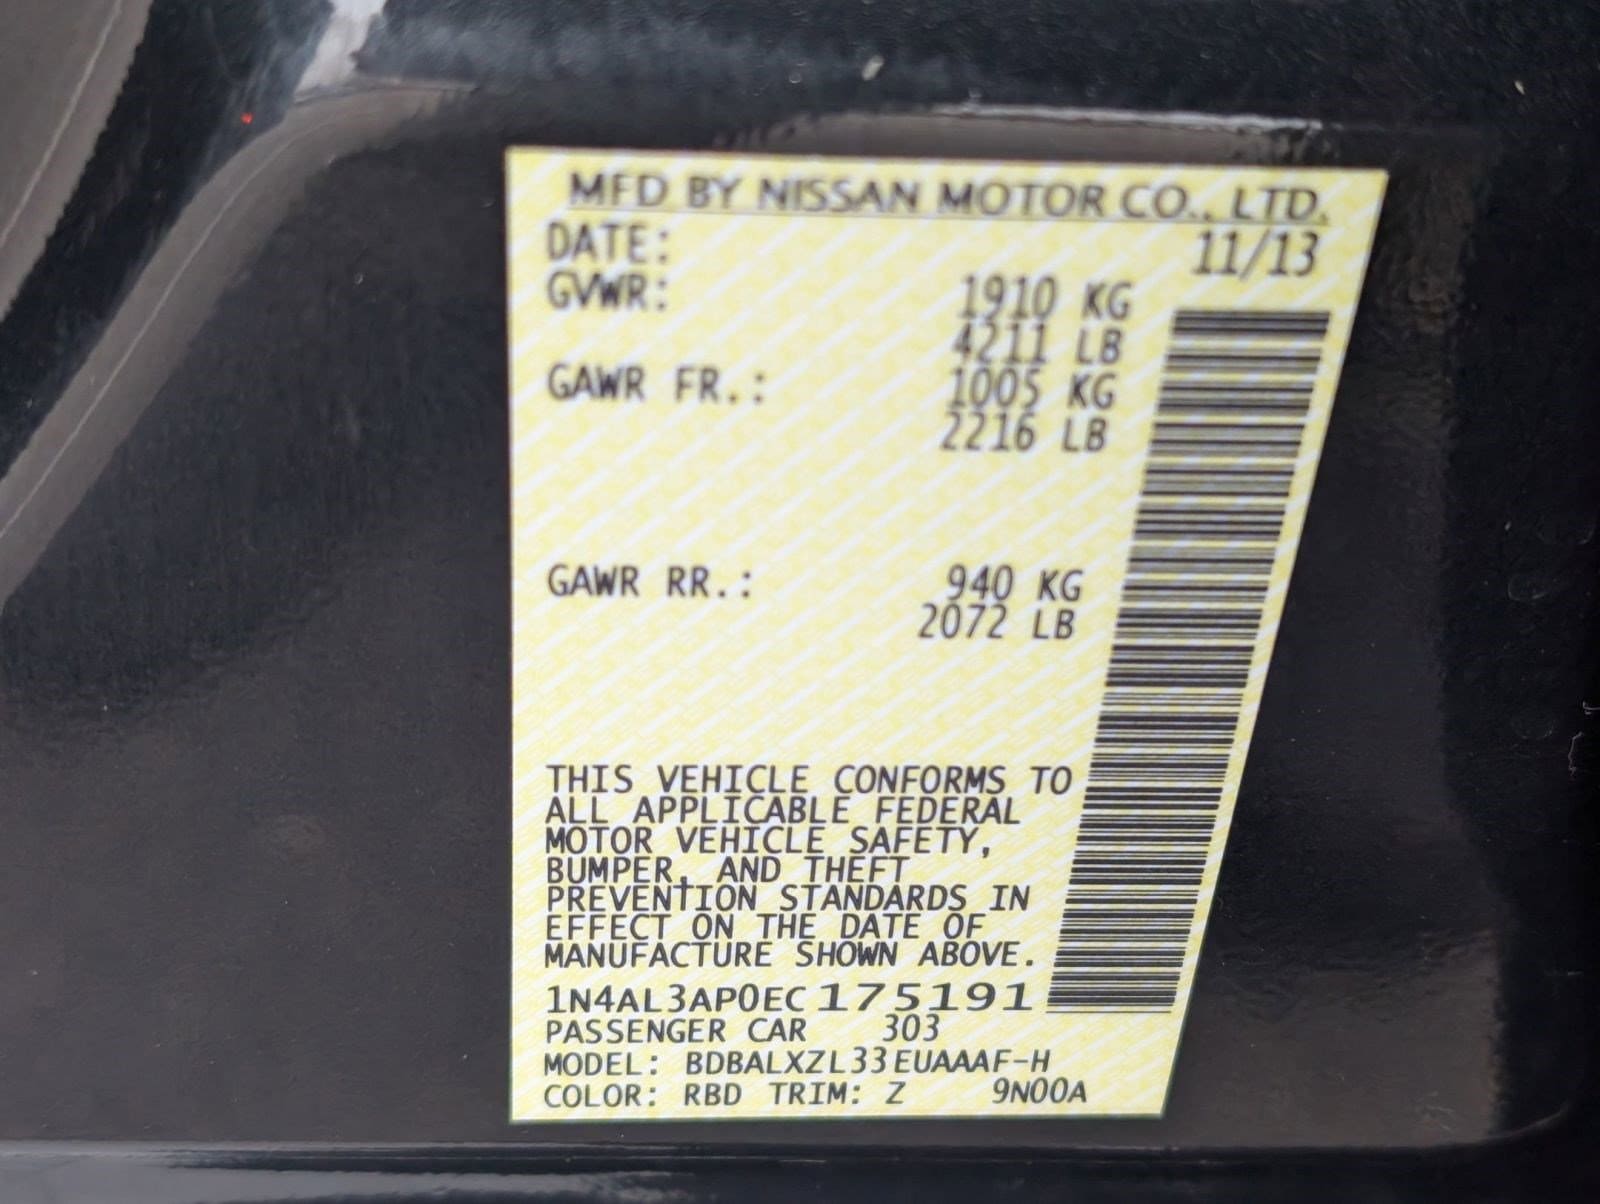 MFD BY NISSAN MOTOR CO., LTD.
DATE: 11/13
GVWR: 1910 KG
4211 LB
GAWR FR.: 1005 KG
2216 LB
GAWR RR.: 940 KG
2072 LB
THIS VEHICLE CONFORMS TO
ALL APPLICABLE FEDERAL
MOTOR VEHICLE SAFETY,
BUMPER, AND THEFT
PREVENTION STANDARDS IN
EFFECT ON THE DATE OF
MANUFACTURE SHOWN ABOVE.
1N4AL3AP0EC175191
PASSENGER CAR 303
MODEL: BDBALXZL33EUAAAF-H
COLOR: RBD TRIM: Z 9N00A